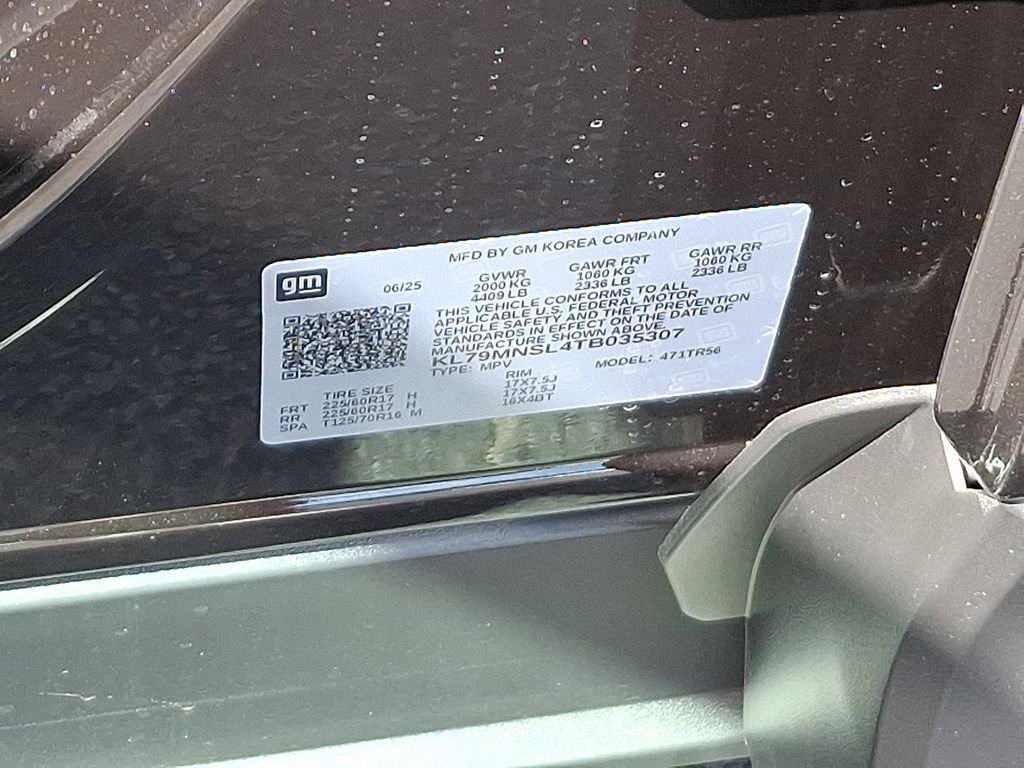 MFD BY GM KOREA COMPANY
gm
06/25
GVWR GAWR FRT GAWR RR
2000 KG 1060 KG 1060 KG
4409 LB 2336 LB 2336 LB
THIS VEHICLE CONFORMS TO ALL
APPLICABLE U.S. FEDERAL MOTOR
VEHICLE SAFETY AND THEFT PREVENTION
STANDARDS IN EFFECT ON THE DATE OF
MANUFACTURE SHOWN ABOVE.
KL79MNSL4TB035307
TYPE: MPV MODEL: 471TR56
TIRE SIZE RIM
FRT 225/60R17 H 17X7.5J
RR 225/60R17 H 17X7.5J
SPA T125/70R16 M 16X4BT